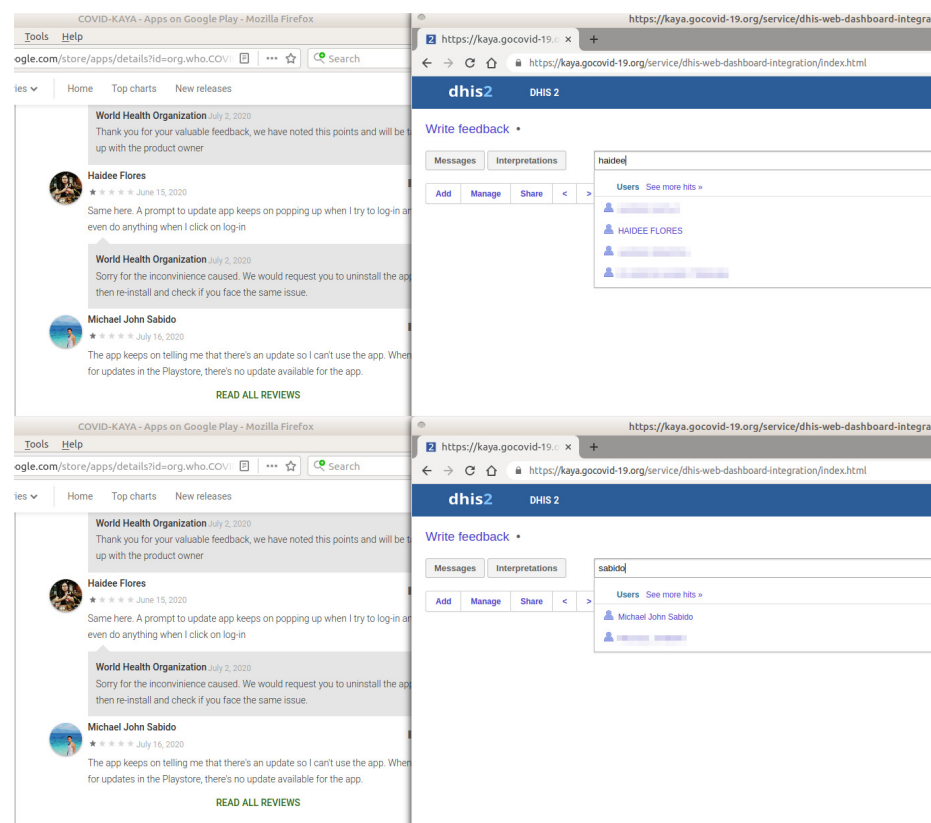 COVID-KAYA - Apps on Google Play - Mozilla Firefox
Tools Help
ogle.com/store/apps/details?id=org.who.COVI
Search
ies
Home Top charts New releases
World Health Organization July 2, 2020
Thank you for your valuable feedback, we have noted this points and will be t
up with the product owner
Haidee Flores
June 15, 2020
Same here. A prompt to update app keeps on popping up when I try to log-in an
even do anything when I click on log-in
World Health Organization July 2, 2020
Sorry for the inconvinience caused. We would request you to uninstall the app
then re-install and check if you face the same issue.
Michael John Sabido
July 16, 2020
The app keeps on telling me that there's an update so I can't use the app. When
for updates in the Playstore, there's no update available for the app.
READ ALL REVIEWS
https://kaya.gocovid-19.org/service/dhis-web-dashboard-integra
2 https://kaya.gocovid-19.c × +
https://kaya.gocovid-19.org/service/dhis-web-dashboard-integration/index.html
dhis2 DHIS 2
Write feedback •
Messages Interpretations
haidee
Add Manage Share < >
Users See more hits »
HAIDEE FLORES
COVID-KAYA - Apps on Google Play - Mozilla Firefox
Tools Help
ogle.com/store/apps/details?id=org.who.COVI
Search
ies
Home Top charts New releases
World Health Organization July 2, 2020
Thank you for your valuable feedback, we have noted this points and will be t
up with the product owner
Haidee Flores
June 15, 2020
Same here. A prompt to update app keeps on popping up when I try to log-in ar
even do anything when I click on log-in
World Health Organization July 2, 2020
Sorry for the inconvinience caused. We would request you to uninstall the app
then re-install and check if you face the same issue.
Michael John Sabido
July 16, 2020
The app keeps on telling me that there's an update so I can't use the app. When
for updates in the Playstore, there's no update available for the app.
READ ALL REVIEWS
https://kaya.gocovid-19.org/service/dhis-web-dashboard-integra
2 https://kaya.gocovid-19.c × +
https://kaya.gocovid-19.org/service/dhis-web-dashboard-integration/index.html
dhis2 DHIS 2
Write feedback •
Messages Interpretations
sabido
Add Manage Share < >
Users See more hits »
Michael John Sabido